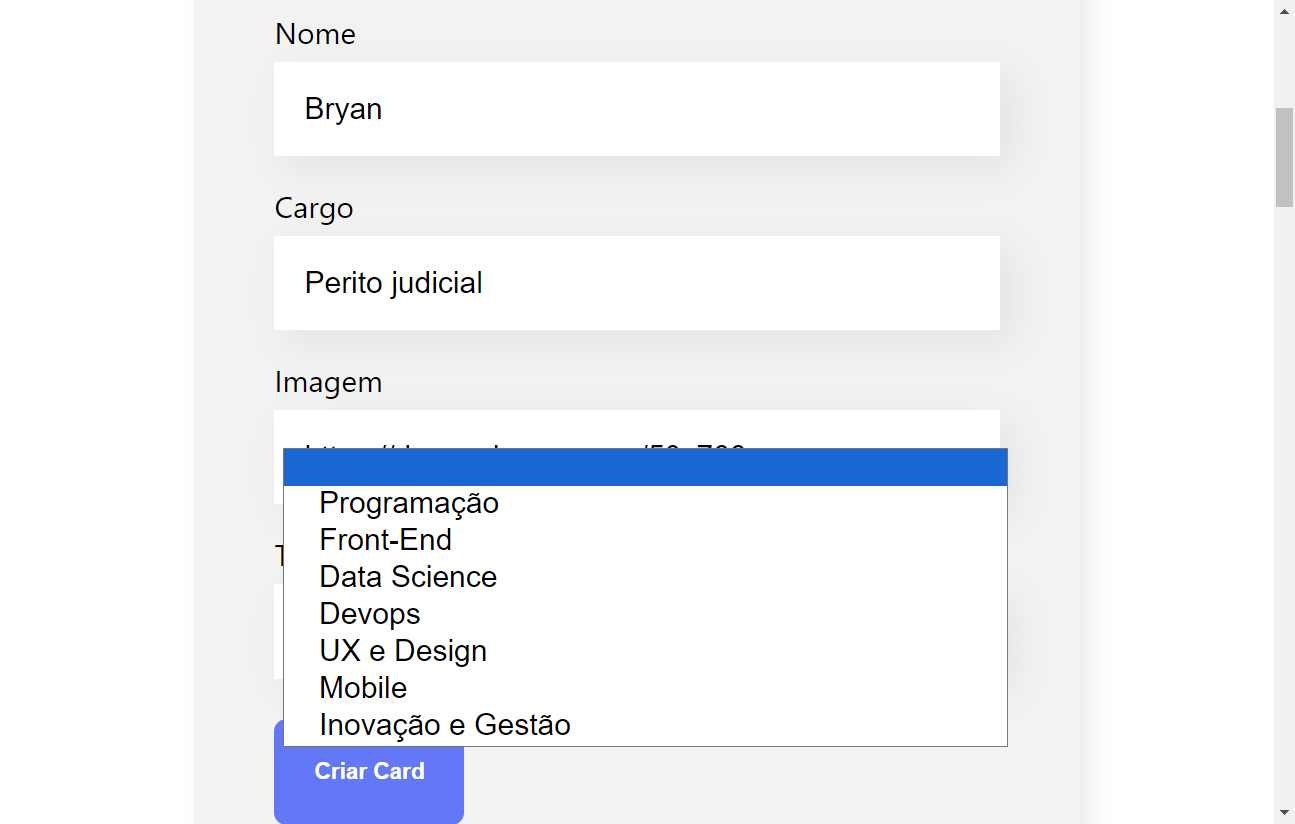 Nome
Bryan
Cargo
Perito judicial
Imagem
Programação
Front-End
Data Science
Devops
UX e Design
Mobile
Inovação e Gestão
Criar Card